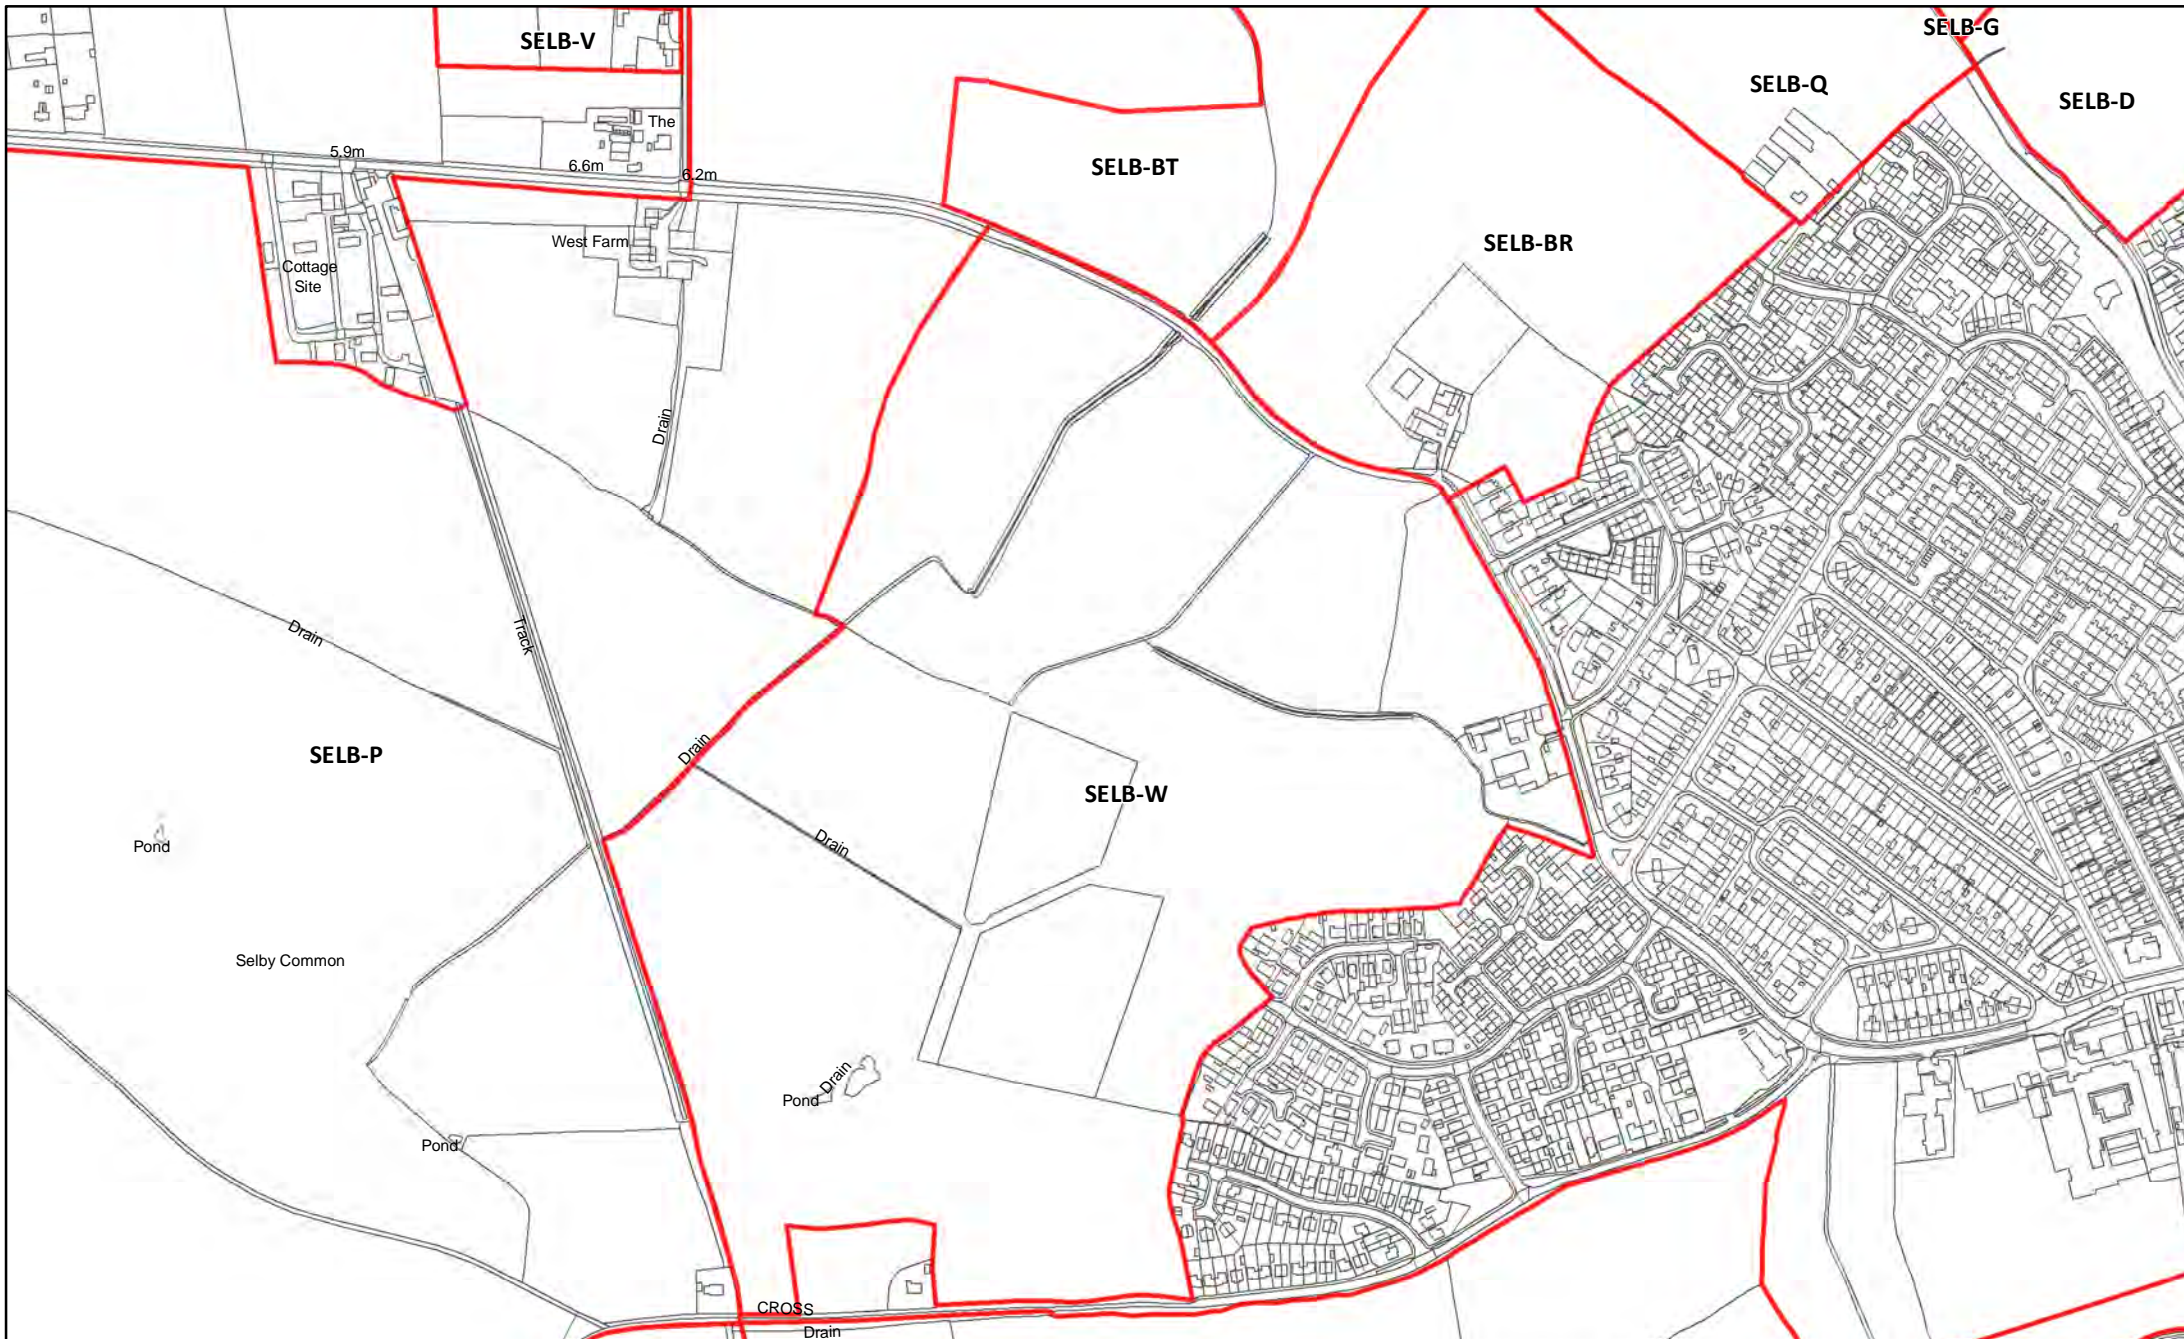 SELB-G
SELB-V
SELB-Q
SELB-D
The
5.9m
6.6m
6.2m
SELB-BT
West Farm
SELB-BR
Cottage
Site
Drain
Drain
Track
Drain
SELB-P
SELB-W
Pond
Drain
Selby Common
Drain
Pond
Pond
CROSS
Drain